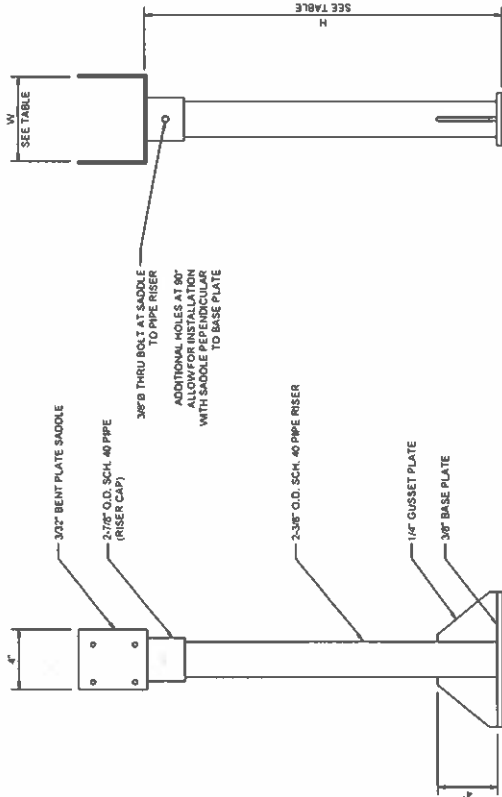 4"
3/32" BENT PLATE SADDLE
2-7/8" O.D. SCH. 40 PIPE
(RISER CAP)
3/8"Ø THRU BOLT AT SADDLE
TO PIPE RISER
ADDITIONAL HOLES AT 90°
ALLOW FOR INSTALLATION
WITH SADDLE PEPENDICULAR
TO BASE PLATE
2-3/8" O.D. SCH. 40 PIPE RISER
1/4" GUSSET PLATE
3/8" BASE PLATE
W
SEE TABLE
H
SEE TABLE